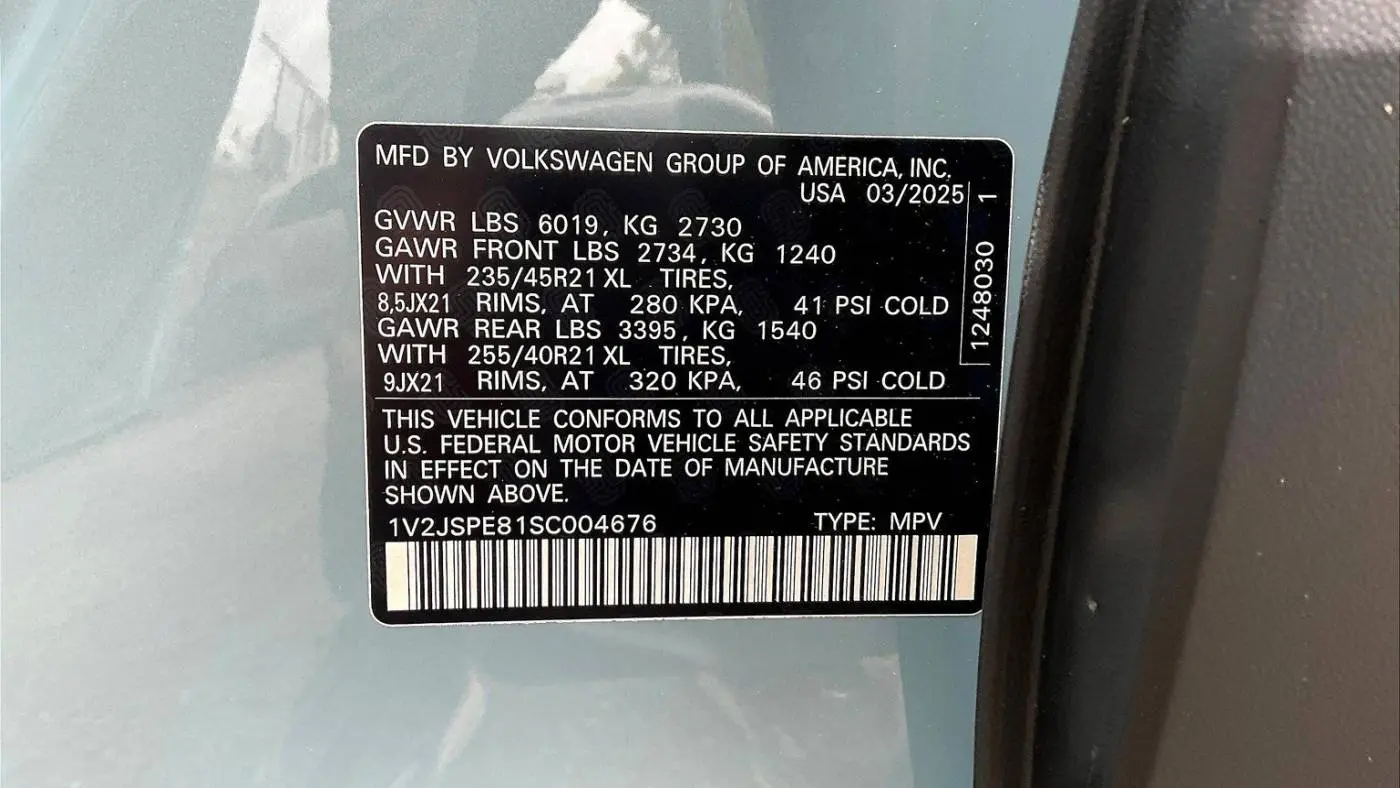 MFD BY VOLKSWAGEN GROUP OF AMERICA, INC.
USA 03/2025
GVWR LBS 6019, KG 2730
GAWR FRONT LBS 2734, KG 1240
WITH 235/45R21 XL TIRES,
8,5JX21 RIMS, AT 280 KPA, 41 PSI COLD
GAWR REAR LBS 3395, KG 1540
WITH 255/40R21 XL TIRES,
9JX21 RIMS, AT 320 KPA, 46 PSI COLD
1248030 1
THIS VEHICLE CONFORMS TO ALL APPLICABLE
U.S. FEDERAL MOTOR VEHICLE SAFETY STANDARDS
IN EFFECT ON THE DATE OF MANUFACTURE
SHOWN ABOVE.
1V2JSPE81SC004676 TYPE: MPV